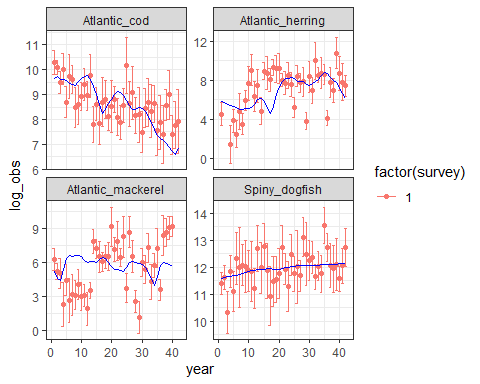 Atlantic_cod
Atlantic_herring
11
10
9
8
7
6
12
8
4
0
Atlantic_mackerel
Spiny_dogfish
9
6
3
0
14
13
12
11
10
0 10 20 30 40
0 10 20 30 40
log_obs
year
factor(survey)
1